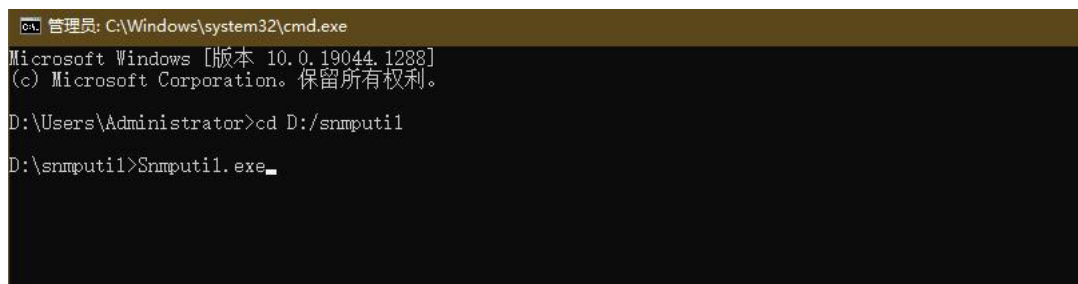 管理员: C:\Windows\system32\cmd.exe
Microsoft Windows [版本 10.0.19044.1288]
(c) Microsoft Corporation。保留所有权利。
D:\Users\Administrator>cd D:/snmputil
D:\snmputil>Snmputil.exe